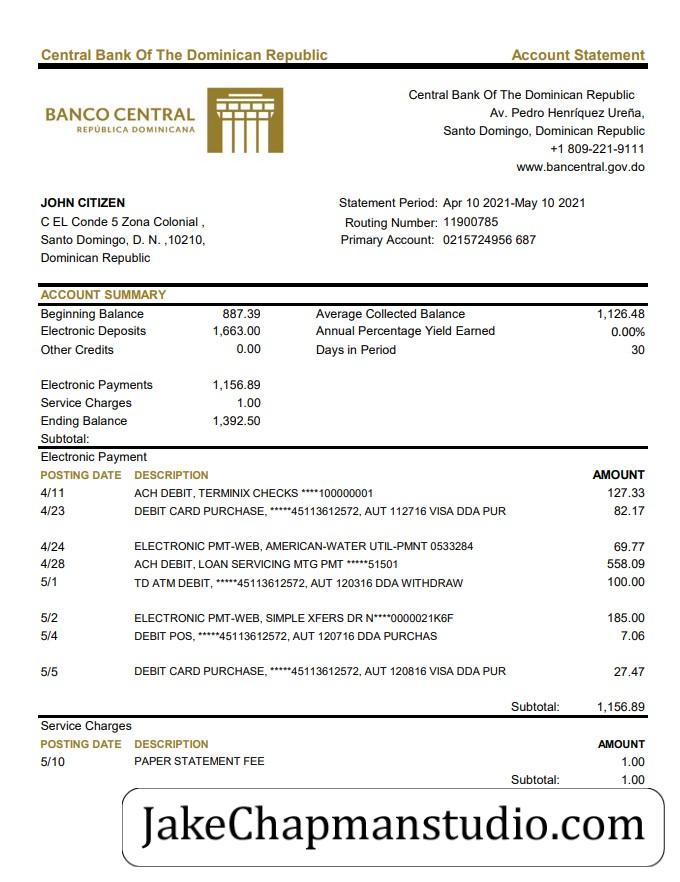 Central Bank Of The Dominican Republic Account Statement
BANCO CENTRAL
REPÚBLICA DOMINICANA
Central Bank Of The Dominican Republic
Av. Pedro Henríquez Ureña,
Santo Domingo, Dominican Republic
+1 809-221-9111
www.bancentral.gov.do
JOHN CITIZEN
C EL Conde 5 Zona Colonial ,
Santo Domingo, D. N. ,10210,
Dominican Republic
Statement Period: Apr 10 2021-May 10 2021
Routing Number: 11900785
Primary Account: 0215724956 687
ACCOUNT SUMMARY
Beginning Balance 887.39 Average Collected Balance 1,126.48
Electronic Deposits 1,663.00 Annual Percentage Yield Earned 0.00%
Other Credits 0.00 Days in Period 30
Electronic Payments 1,156.89
Service Charges 1.00
Ending Balance 1,392.50
Subtotal:
Electronic Payment
POSTING DATE DESCRIPTION AMOUNT
4/11 ACH DEBIT, TERMINIX CHECKS ****100000001 127.33
4/23 DEBIT CARD PURCHASE, *****45113612572, AUT 112716 VISA DDA PUR 82.17
4/24 ELECTRONIC PMT-WEB, AMERICAN-WATER UTIL-PMNT 0533284 69.77
4/28 ACH DEBIT, LOAN SERVICING MTG PMT *****51501 558.09
5/1 TD ATM DEBIT, *****45113612572, AUT 120316 DDA WITHDRAW 100.00
5/2 ELECTRONIC PMT-WEB, SIMPLE XFERS DR N****0000021K6F 185.00
5/4 DEBIT POS, *****45113612572, AUT 120716 DDA PURCHAS 7.06
5/5 DEBIT CARD PURCHASE, *****45113612572, AUT 120816 VISA DDA PUR 27.47
Subtotal: 1,156.89
Service Charges
POSTING DATE DESCRIPTION AMOUNT
5/10 PAPER STATEMENT FEE 1.00
Subtotal: 1.00
JakeChapmanstudio.com